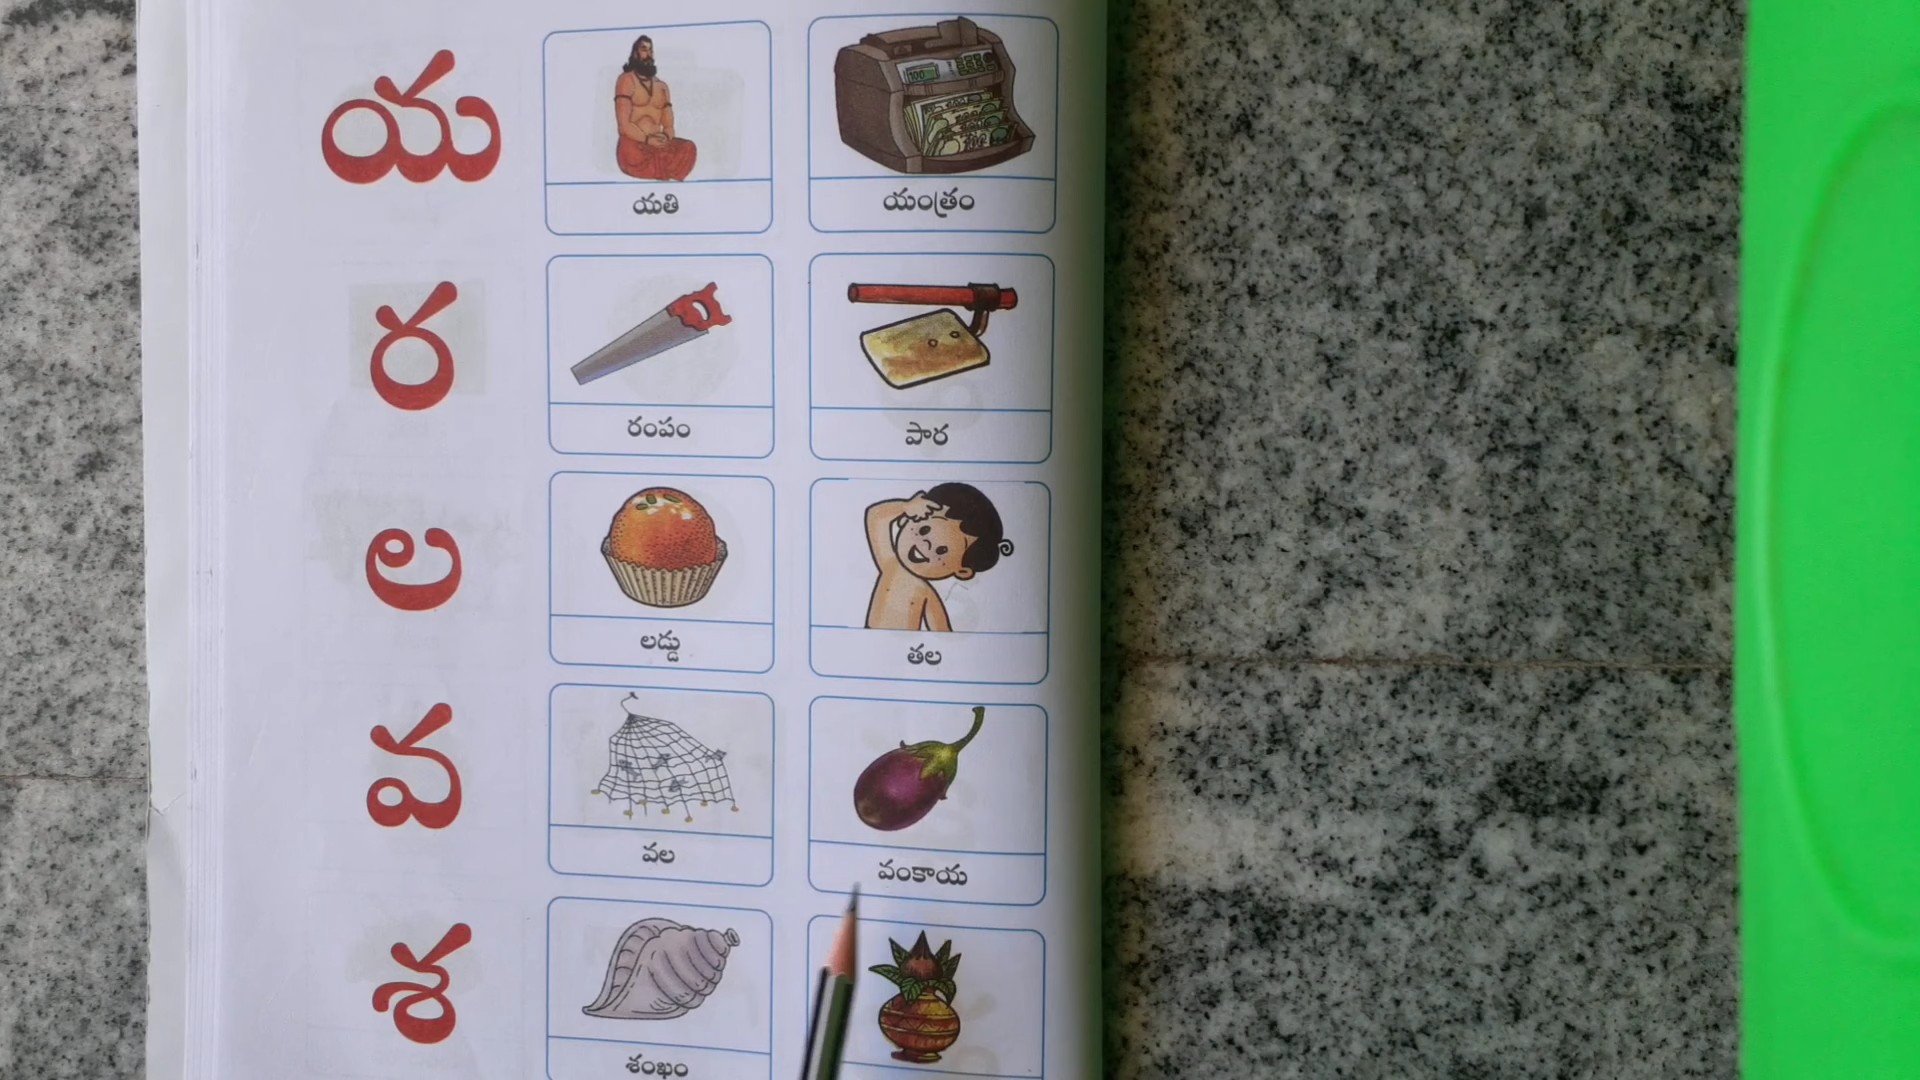 య
యతి
యంత్రం
ర
రంపం
పార
ల
లడ్డు
తల
వ
వల
వంకాయ
శ
శంఖం